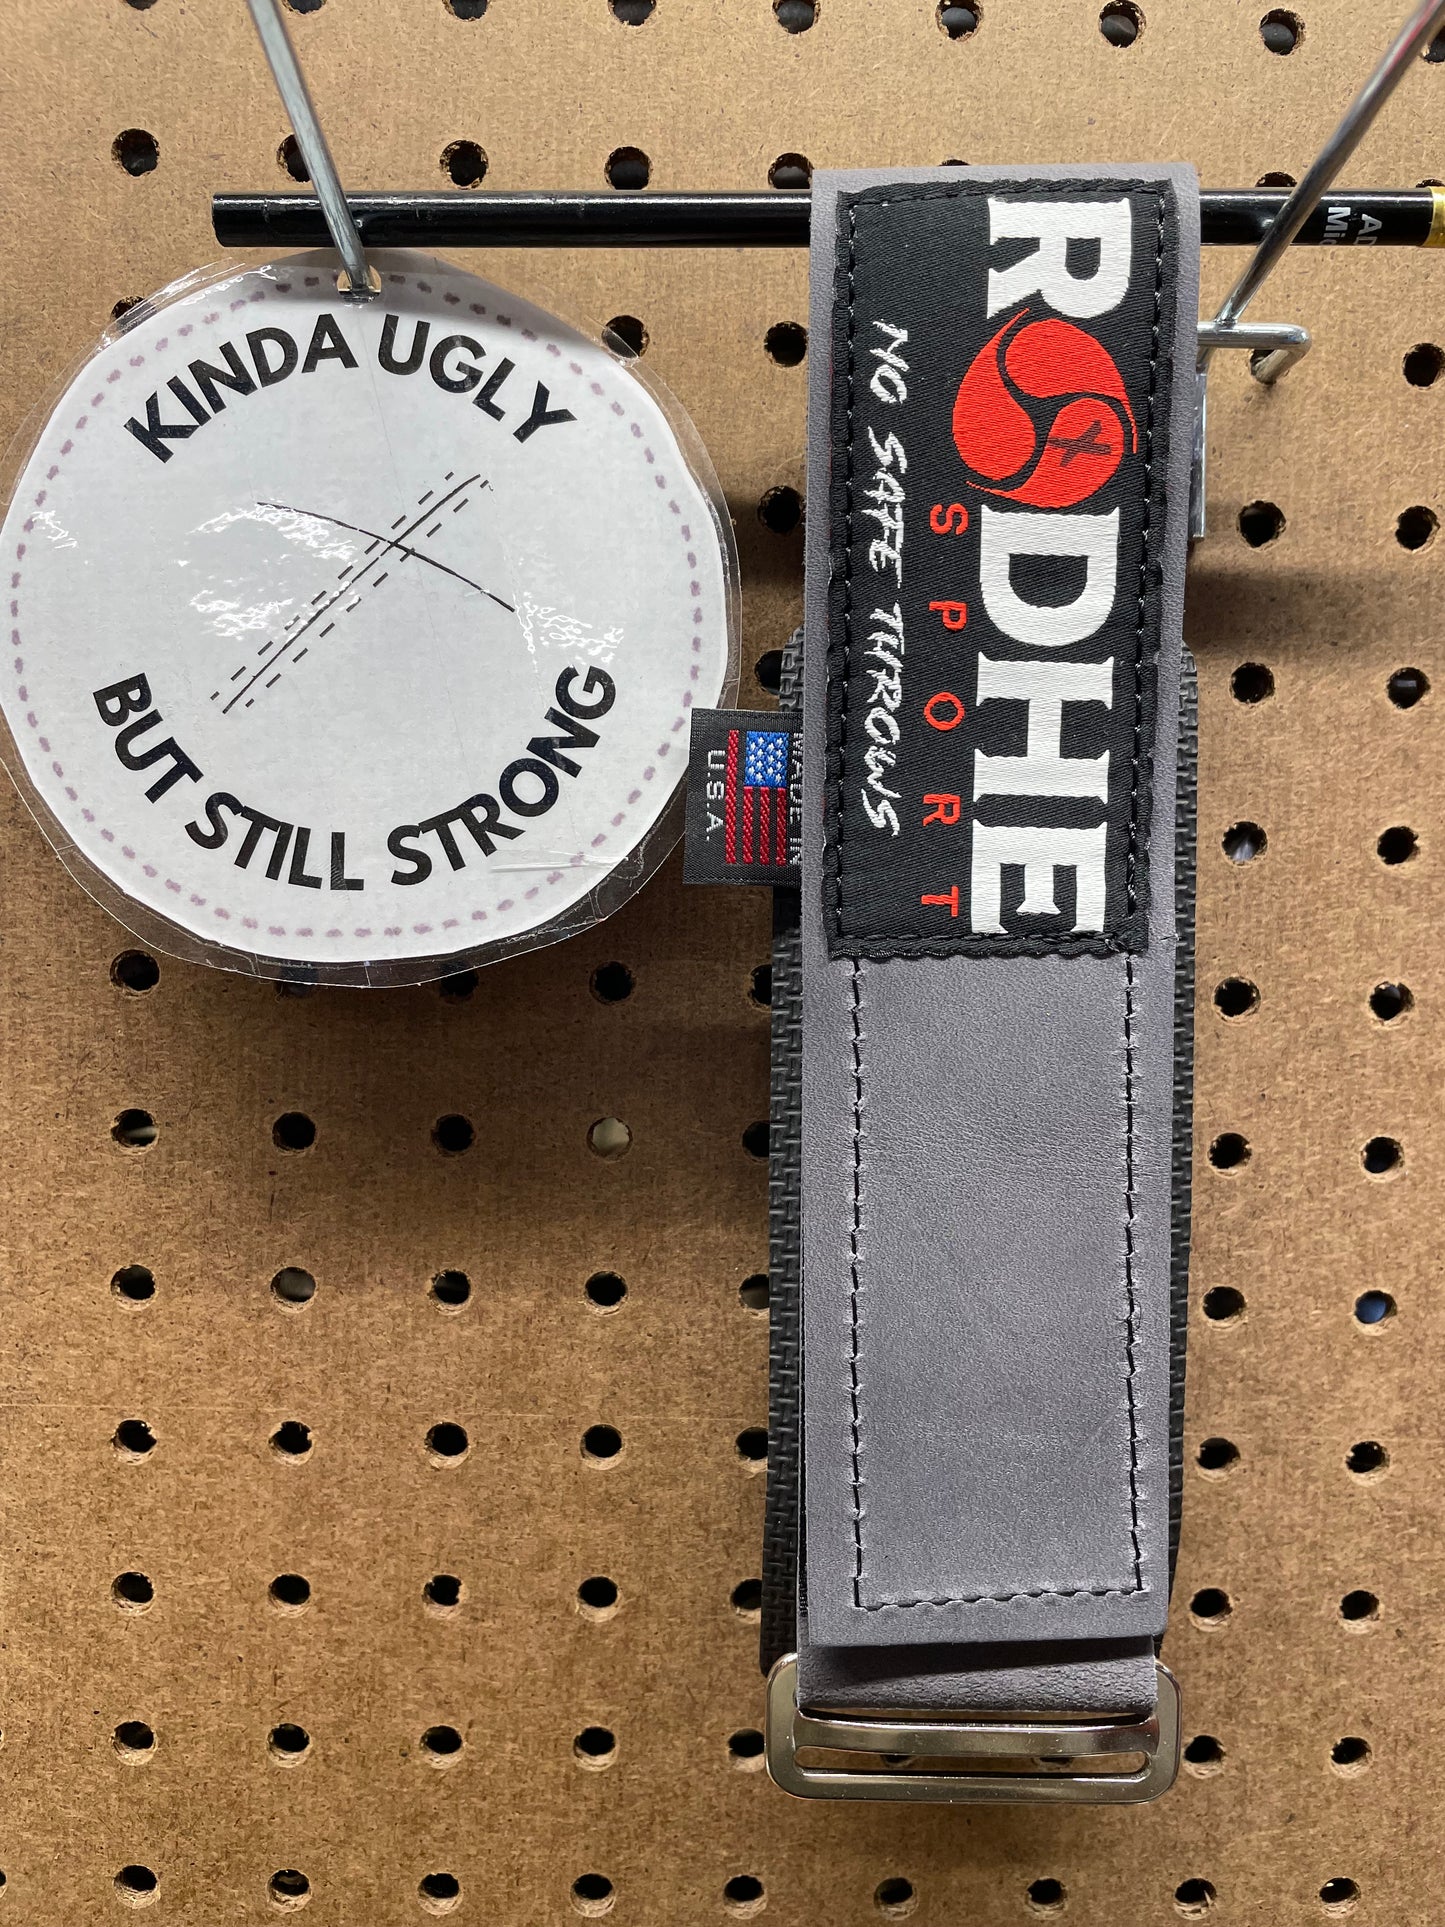 KINDA UGLY
BUT STILL STRONG
RODHE
SPORT
NO SAFE THROWS
MADE IN
U.S.A.